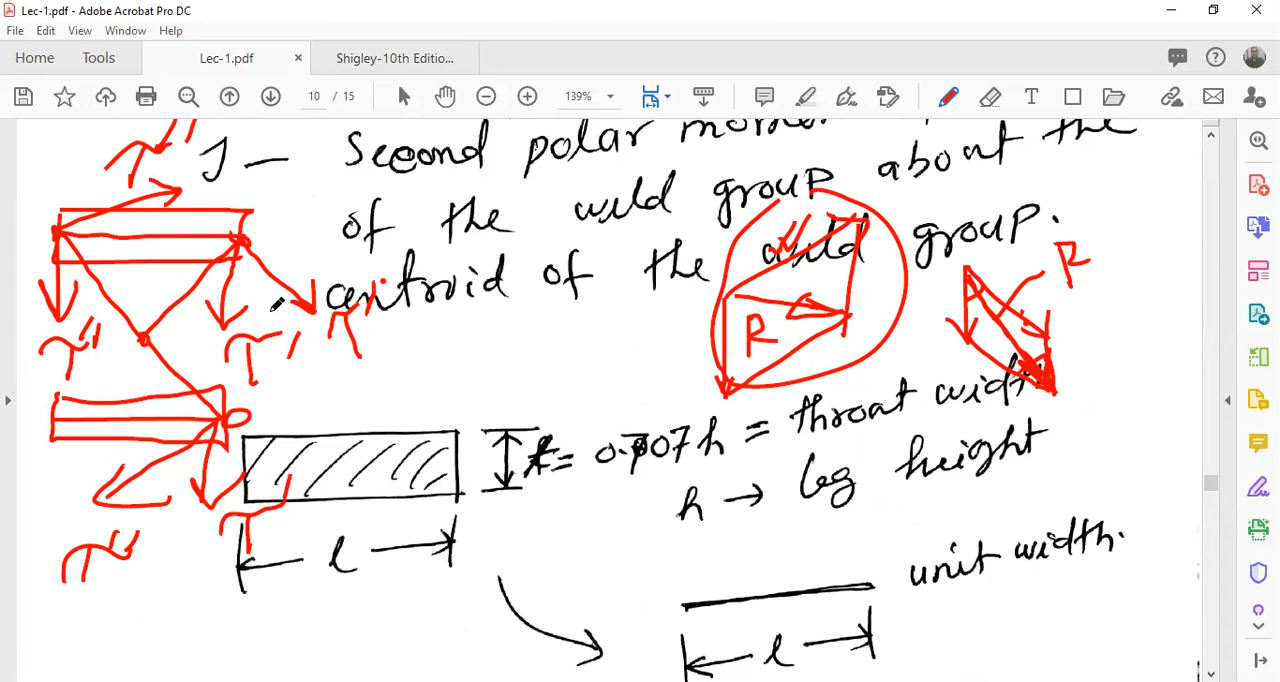 Lec-1.pdf - Adobe Acrobat Pro DC
File Edit View Window Help
Home Tools Lec-1.pdf × Shigley-10th Editio...
10 / 15 139%
J — Second polar
of the weld group about the
centroid of the weld group.
τ''
τ''
τ'
τ''
R
R
t = 0.707h = throat width
h → leg height
τ'
τ''
l
unit width.
l